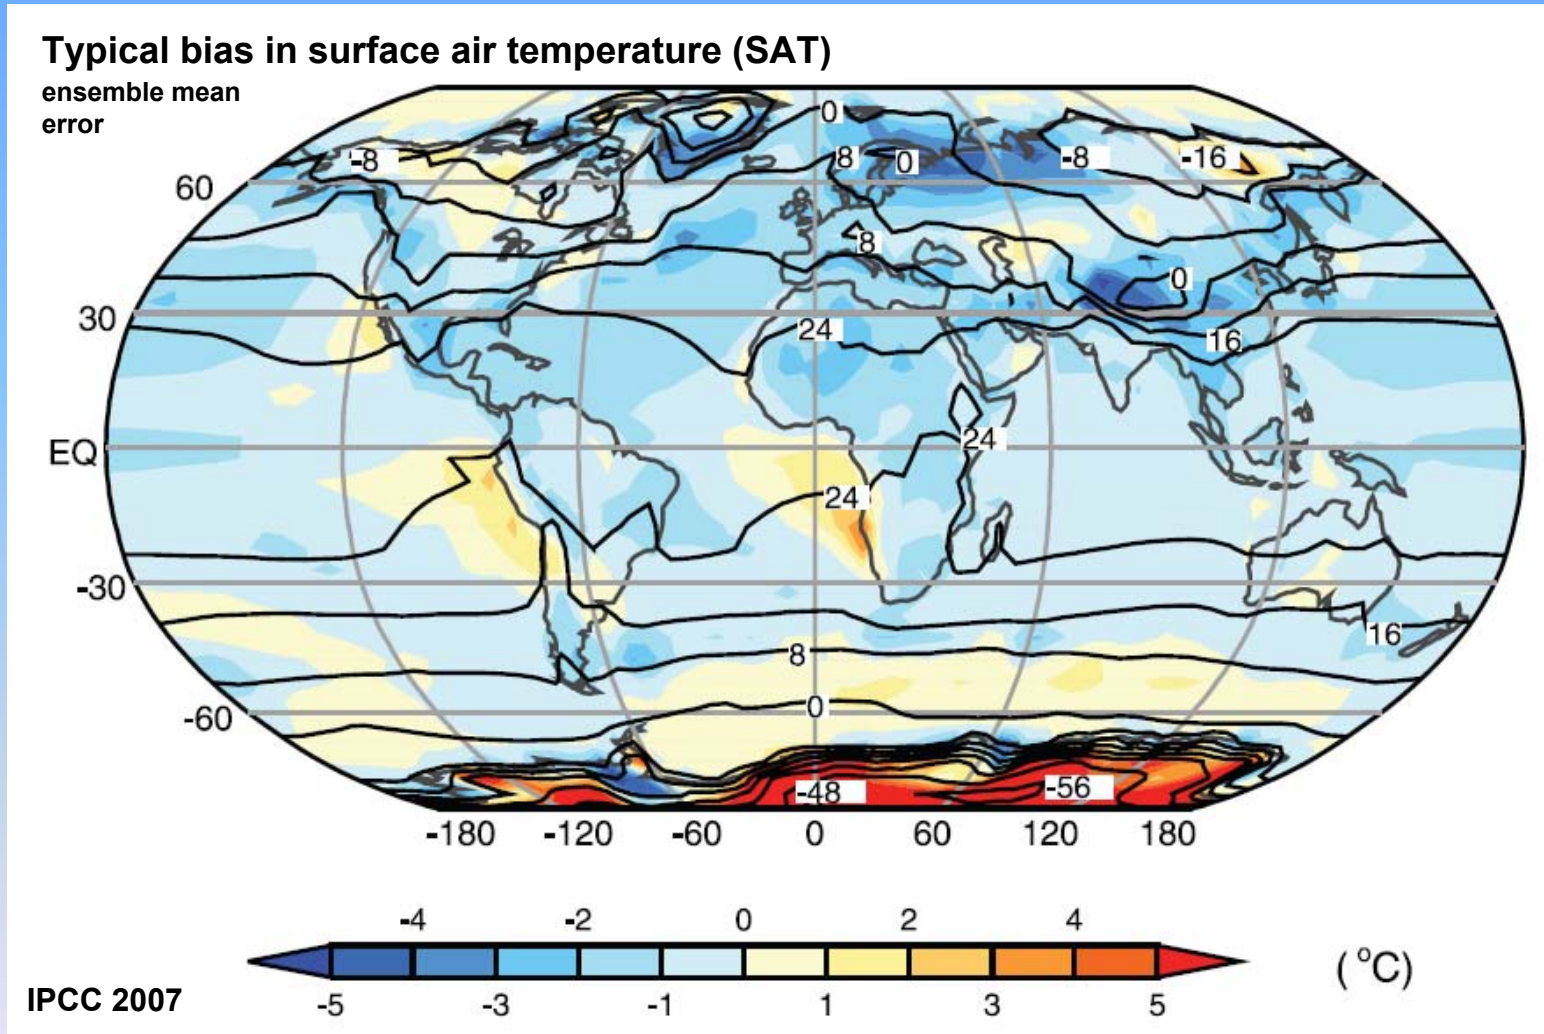 Typical bias in surface air temperature (SAT)
ensemble mean
error
0
-8 8 0 -8 -16
60
8
0
30
24 16
EQ 24
24
-30
16
8
-60 0
-48 -56
-180 -120 -60 0 60 120 180
-4 -2 0 2 4
(°C)
IPCC 2007 -5 -3 -1 1 3 5